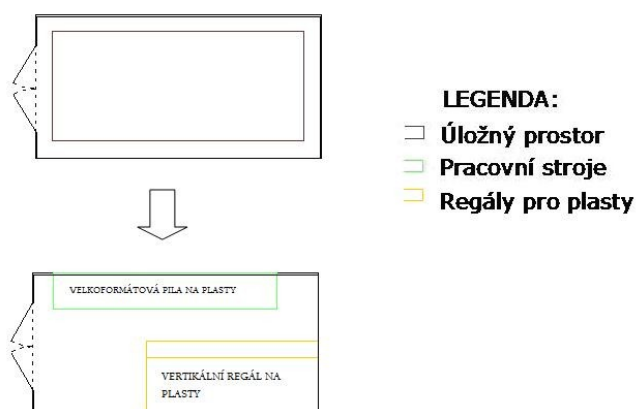 LEGENDA:
Úložný prostor
Pracovní stroje
Regály pro plasty
VELKOFORMÁTOVÁ PILA NA PLASTY
VERTIKÁLNÍ REGÁL NA
PLASTY